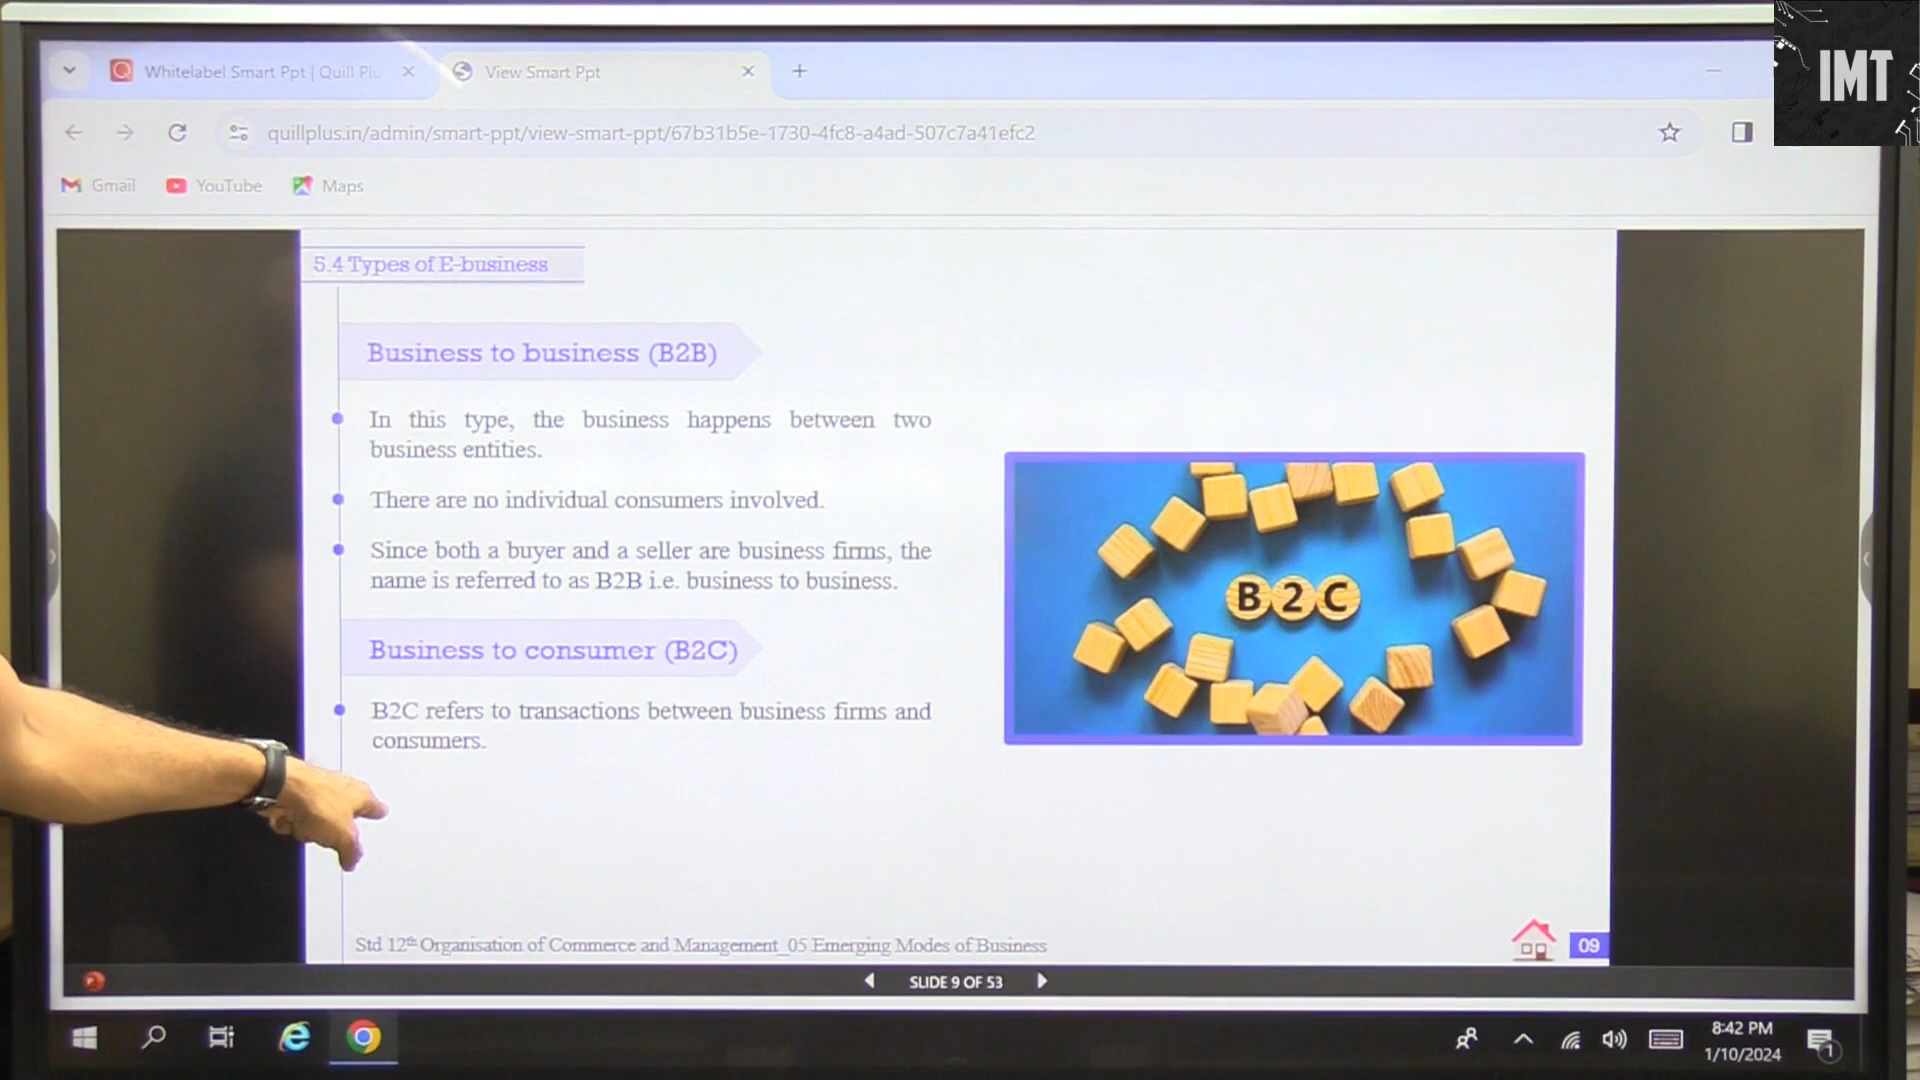 IMT
Whitelabel Smart Ppt | Quill Plu
View Smart Ppt
quillplus.in/admin/smart-ppt/view-smart-ppt/67b31b5e-1730-4fc8-a4ad-507c7a41efc2
Gmail
YouTube
Maps
5.4 Types of E-business
Business to business (B2B)
In this type, the business happens between two
business entities.
There are no individual consumers involved.
Since both a buyer and a seller are business firms, the
name is referred to as B2B i.e. business to business.
Business to consumer (B2C)
B2C refers to transactions between business firms and
consumers.
B2C
Std 12th Organisation of Commerce and Management_05 Emerging Modes of Business
09
SLIDE 9 OF 53
8:42 PM
1/10/2024
1